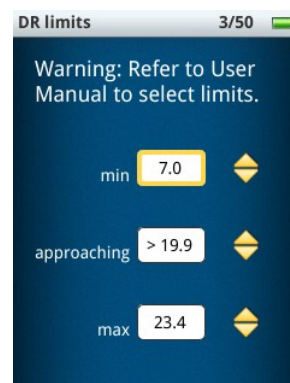 DR limits 3/50
Warning: Refer to User
Manual to select limits.
min 7.0
approaching > 19.9
max 23.4